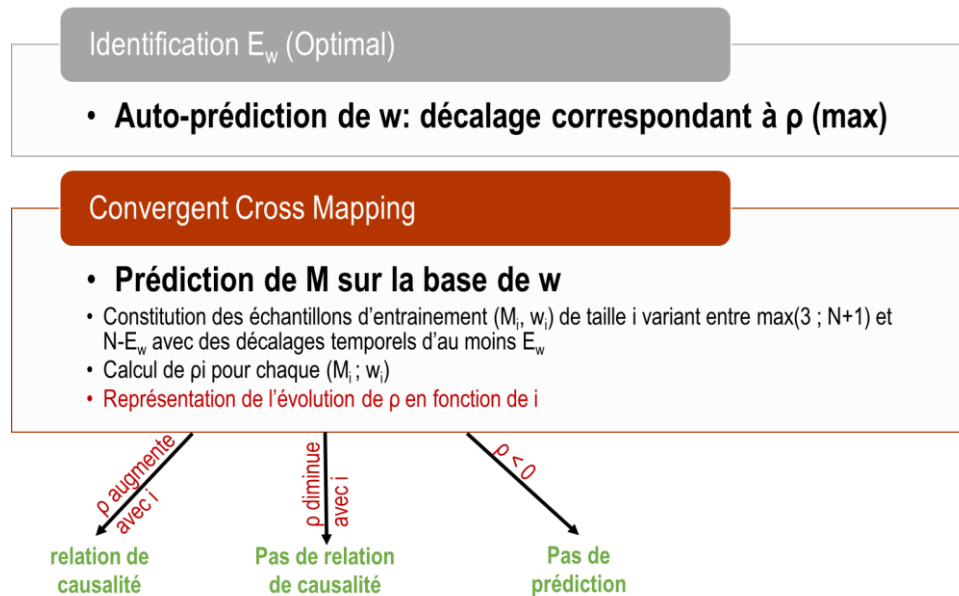 Identification Ew (Optimal)
• Auto-prédiction de w: décalage correspondant à ρ (max)
Convergent Cross Mapping
• Prédiction de M sur la base de w
• Constitution des échantillons d'entrainement (Mi, wi) de taille i variant entre max(3 ; N+1) et
N-Ew avec des décalages temporels d'au moins Ew
• Calcul de ρi pour chaque (Mi ; wi)
• Représentation de l'évolution de ρ en fonction de i
ρ augmente
avec i
ρ diminue
avec i
ρ < 0
relation de
causalité
Pas de relation
de causalité
Pas de
prédiction